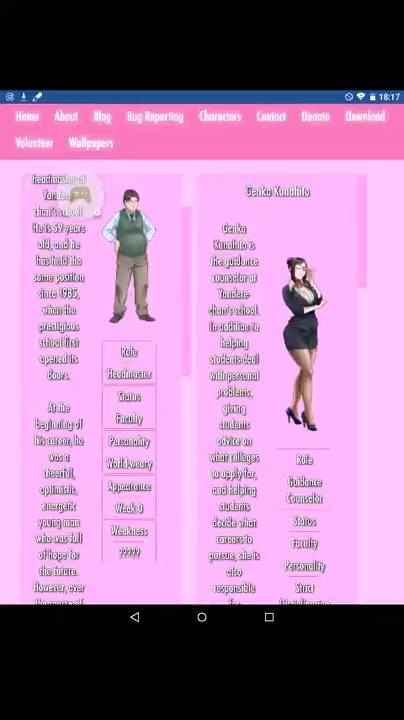 18:17
Home About Blog Bug Reporting Characters Contact Donate Download
Volunteer Wallpapers
headmaster of
Yandere-
chan's school.
He is 59 years
old, and he
has held the
same position
since 1985,
when the
prestigious
school first
opened its
doors.
At the
beginning of
his career, he
was a
cheerful,
optimistic,
energetic
young man
who was full
of hope for
the future.
However, over
Role
Headmaster
Status
Faculty
Personality
World-weary
Appearance
Week 0
Weakness
?????
Genka Kunahito
Genka
Kunahito is
the guidance
counselor at
Yandere-
chan's school.
In addition to
helping
students deal
with personal
problems,
giving
students
advice on
what colleges
to apply for,
and helping
students
decide what
careers to
pursue, she is
also
responsible
for
Role
Guidance
Counselor
Status
Faculty
Personality
Strict